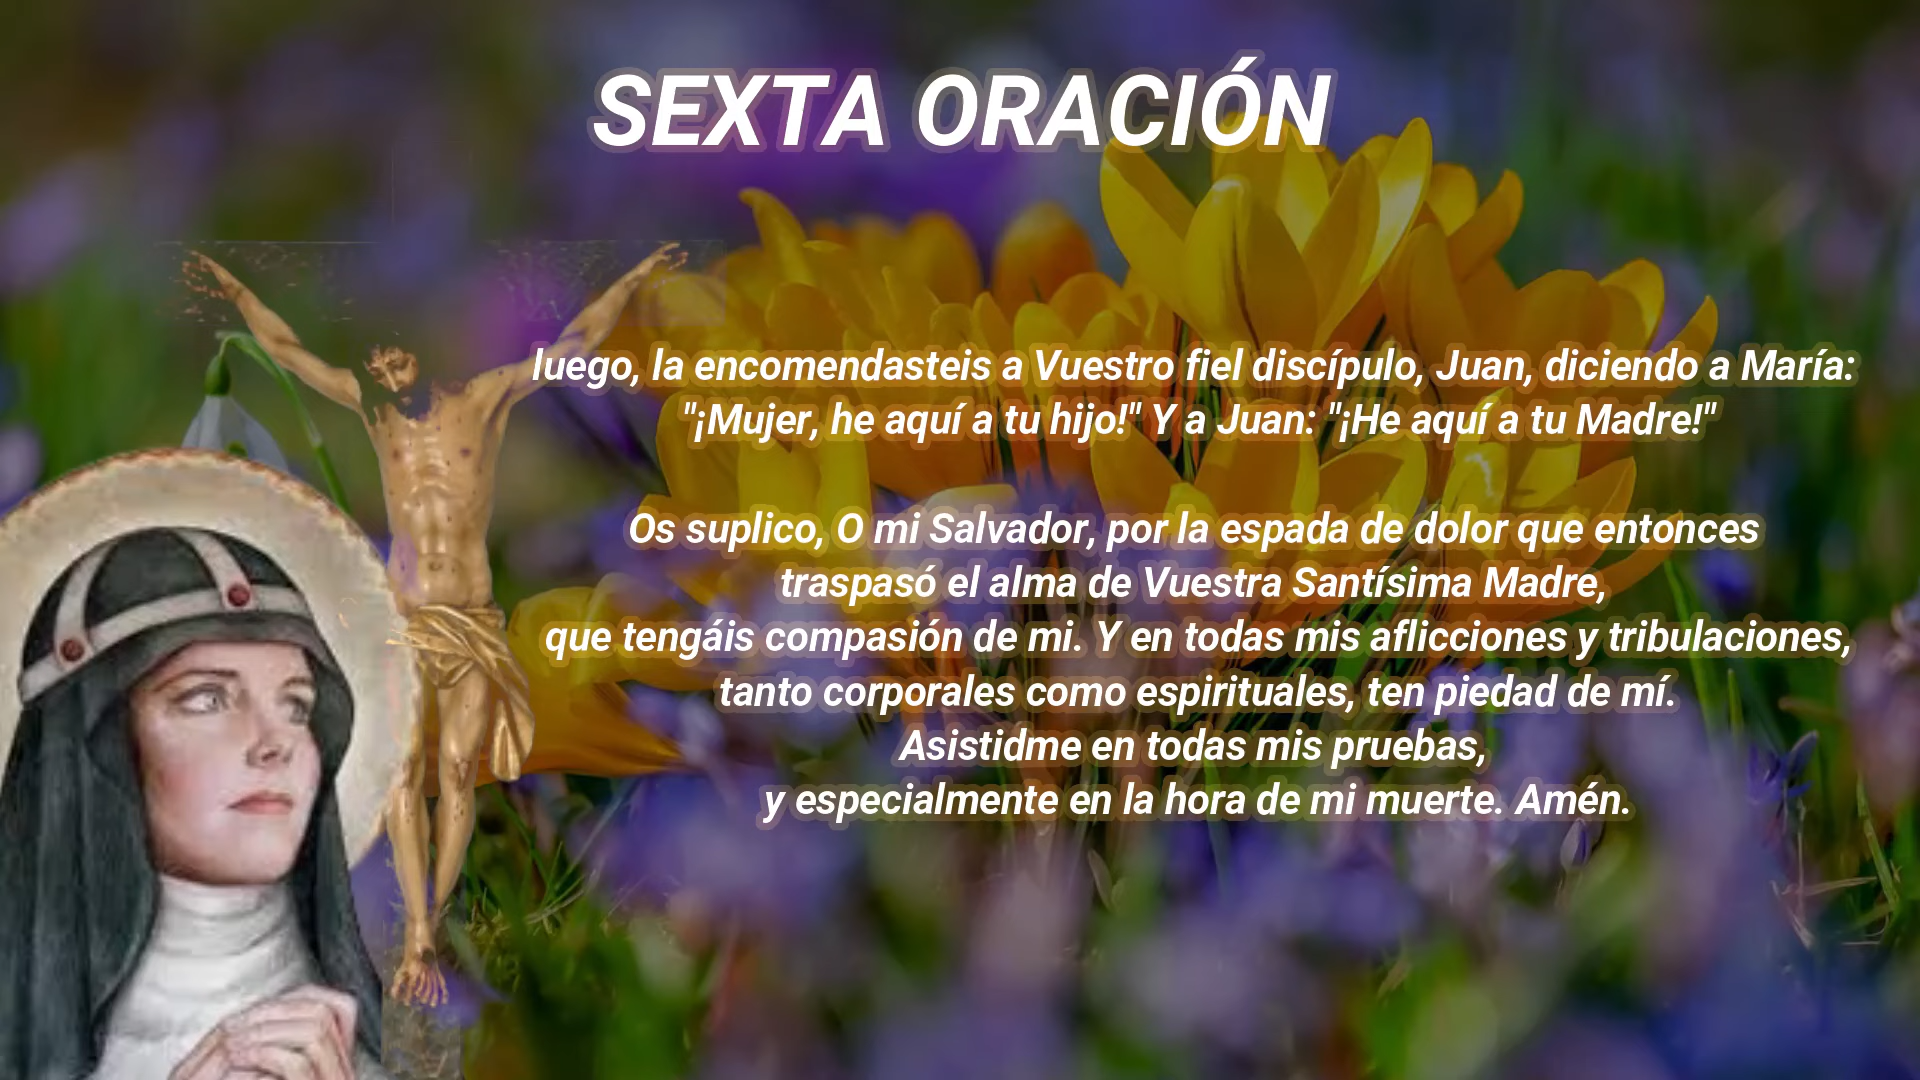 SEXTA ORACIÓN
luego, la encomendasteis a Vuestro fiel discípulo, Juan, diciendo a María:
"¡Mujer, he aquí a tu hijo!" Y a Juan: "¡He aquí a tu Madre!"
Os suplico, O mi Salvador, por la espada de dolor que entonces
traspasó el alma de Vuestra Santísima Madre,
que tengáis compasión de mi. Y en todas mis aflicciones y tribulaciones,
tanto corporales como espirituales, ten piedad de mí.
Asistidme en todas mis pruebas,
y especialmente en la hora de mi muerte. Amén.